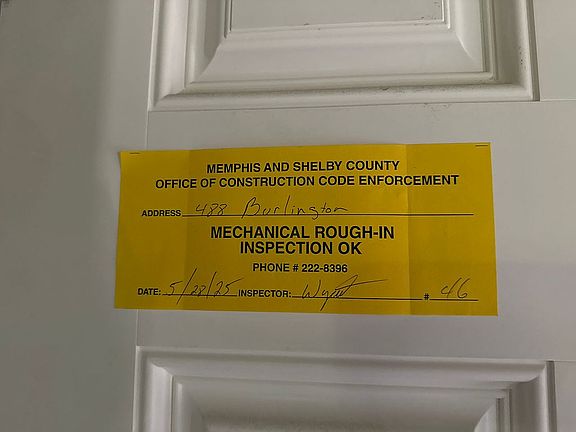 MEMPHIS AND SHELBY COUNTY
OFFICE OF CONSTRUCTION CODE ENFORCEMENT
ADDRESS 488 Burlington
MECHANICAL ROUGH-IN
INSPECTION OK
PHONE # 222-8396
DATE: 5/28/25 INSPECTOR: Wyatt # 46